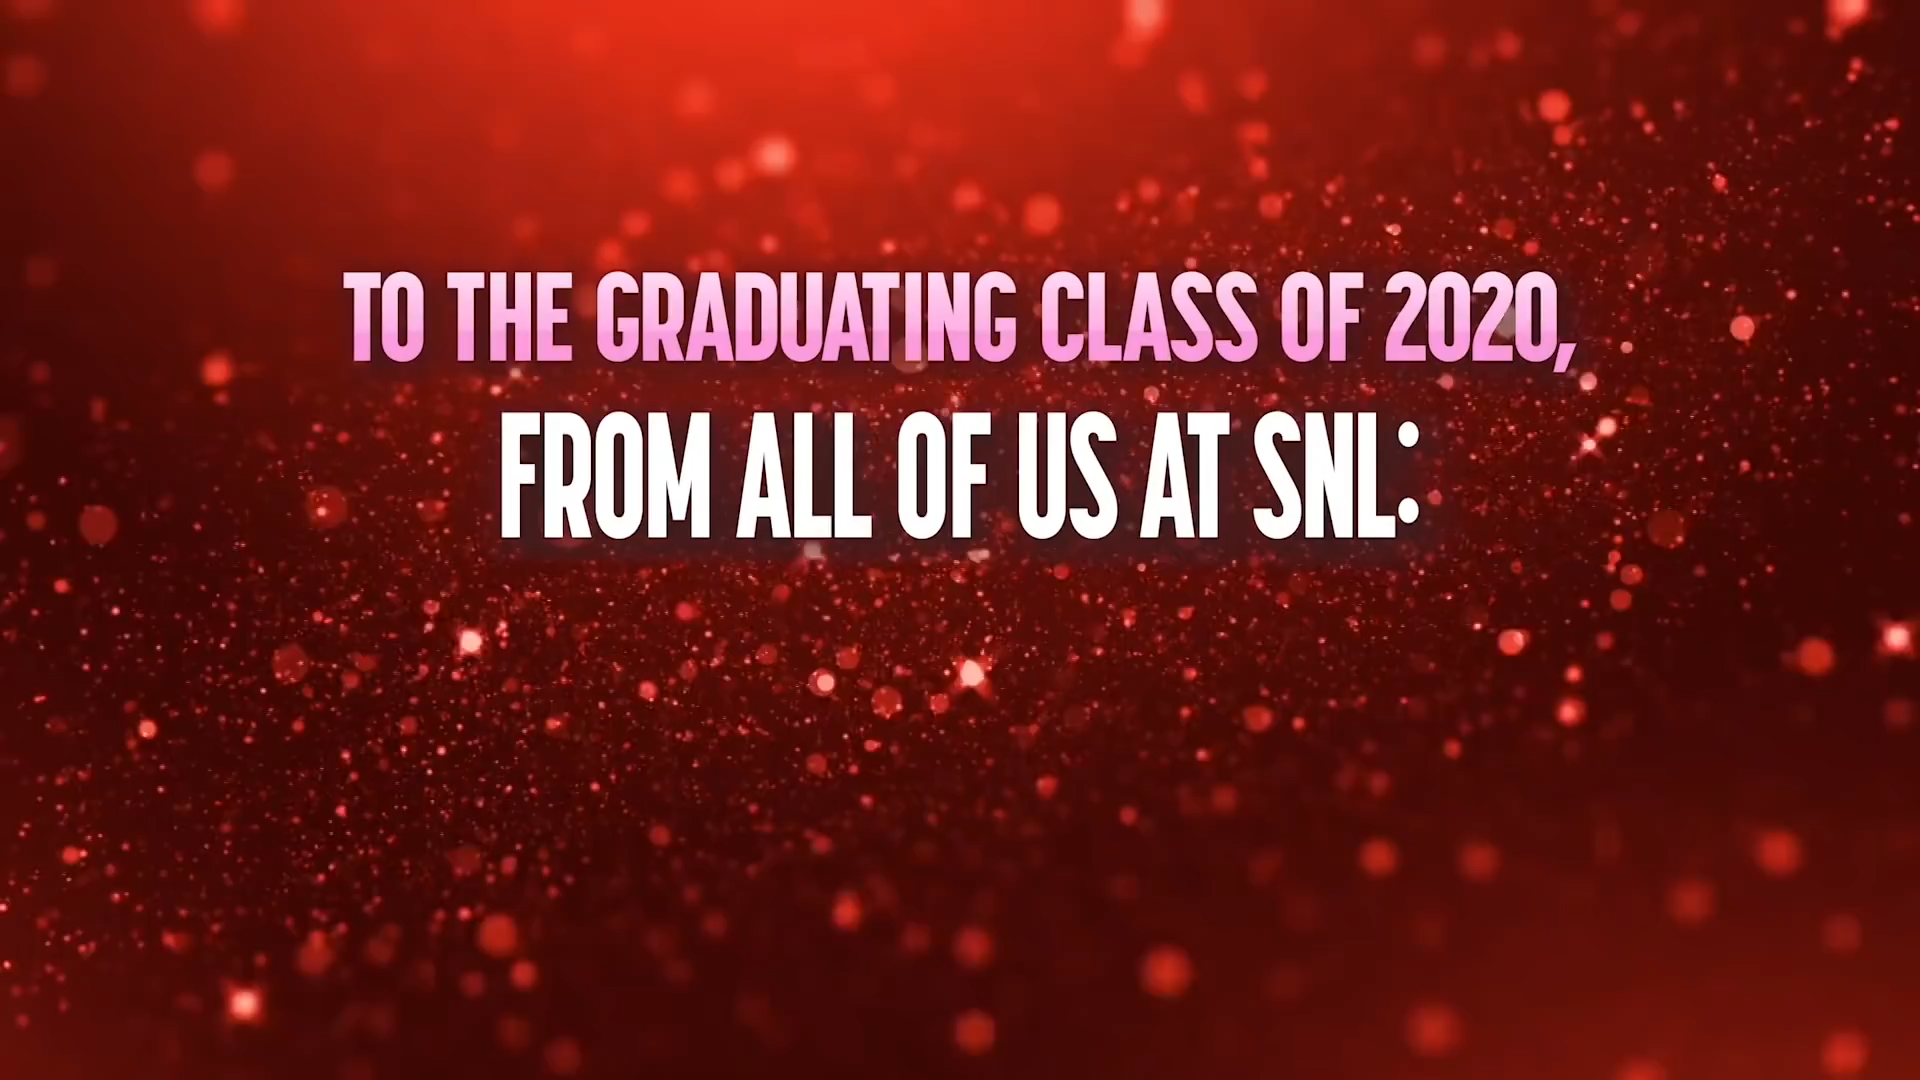 TO THE GRADUATING CLASS OF 2020,
FROM ALL OF US AT SNL: